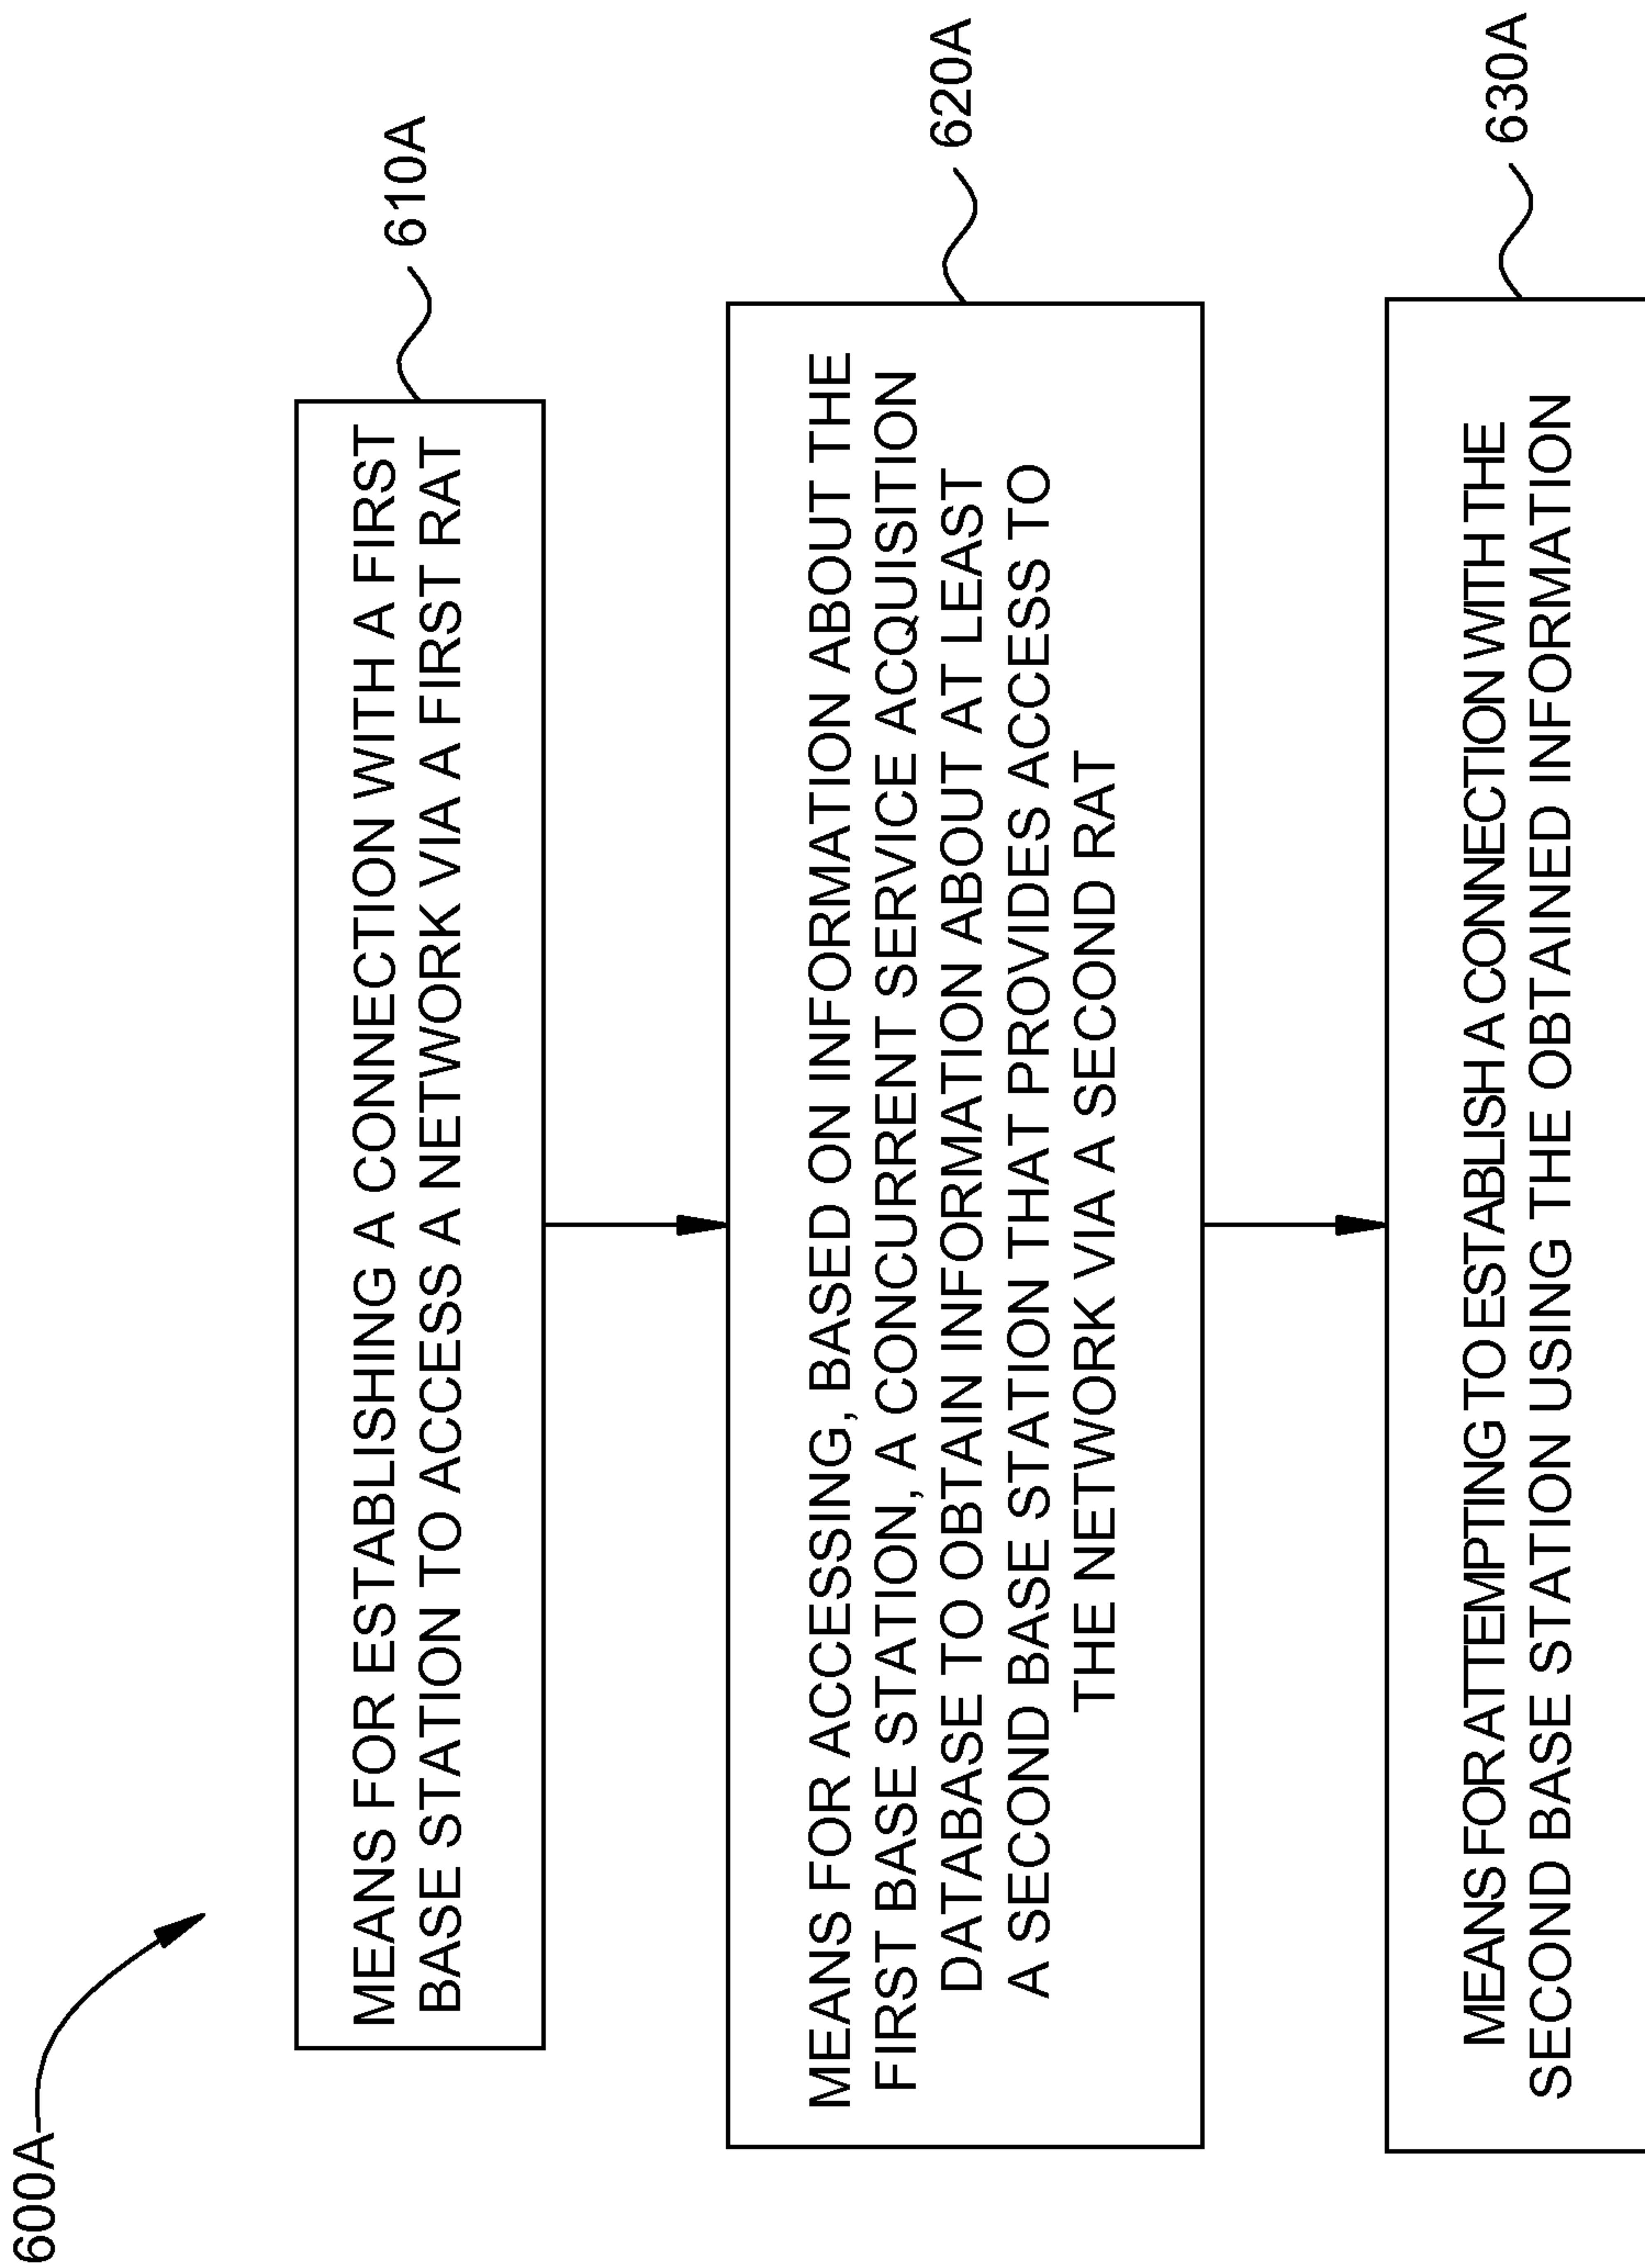 600A
MEANS FOR ESTABLISHING A CONNECTION WITH A FIRST
BASE STATION TO ACCESS A NETWORK VIA A FIRST RAT
610A
MEANS FOR ACCESSING, BASED ON INFORMATION ABOUT THE
FIRST BASE STATION, A CONCURRENT SERVICE ACQUISITION
DATABASE TO OBTAIN INFORMATION ABOUT AT LEAST
A SECOND BASE STATION THAT PROVIDES ACCESS TO
THE NETWORK VIA A SECOND RAT
620A
MEANS FOR ATTEMPTING TO ESTABLISH A CONNECTION WITH THE
SECOND BASE STATION USING THE OBTAINED INFORMATION
630A